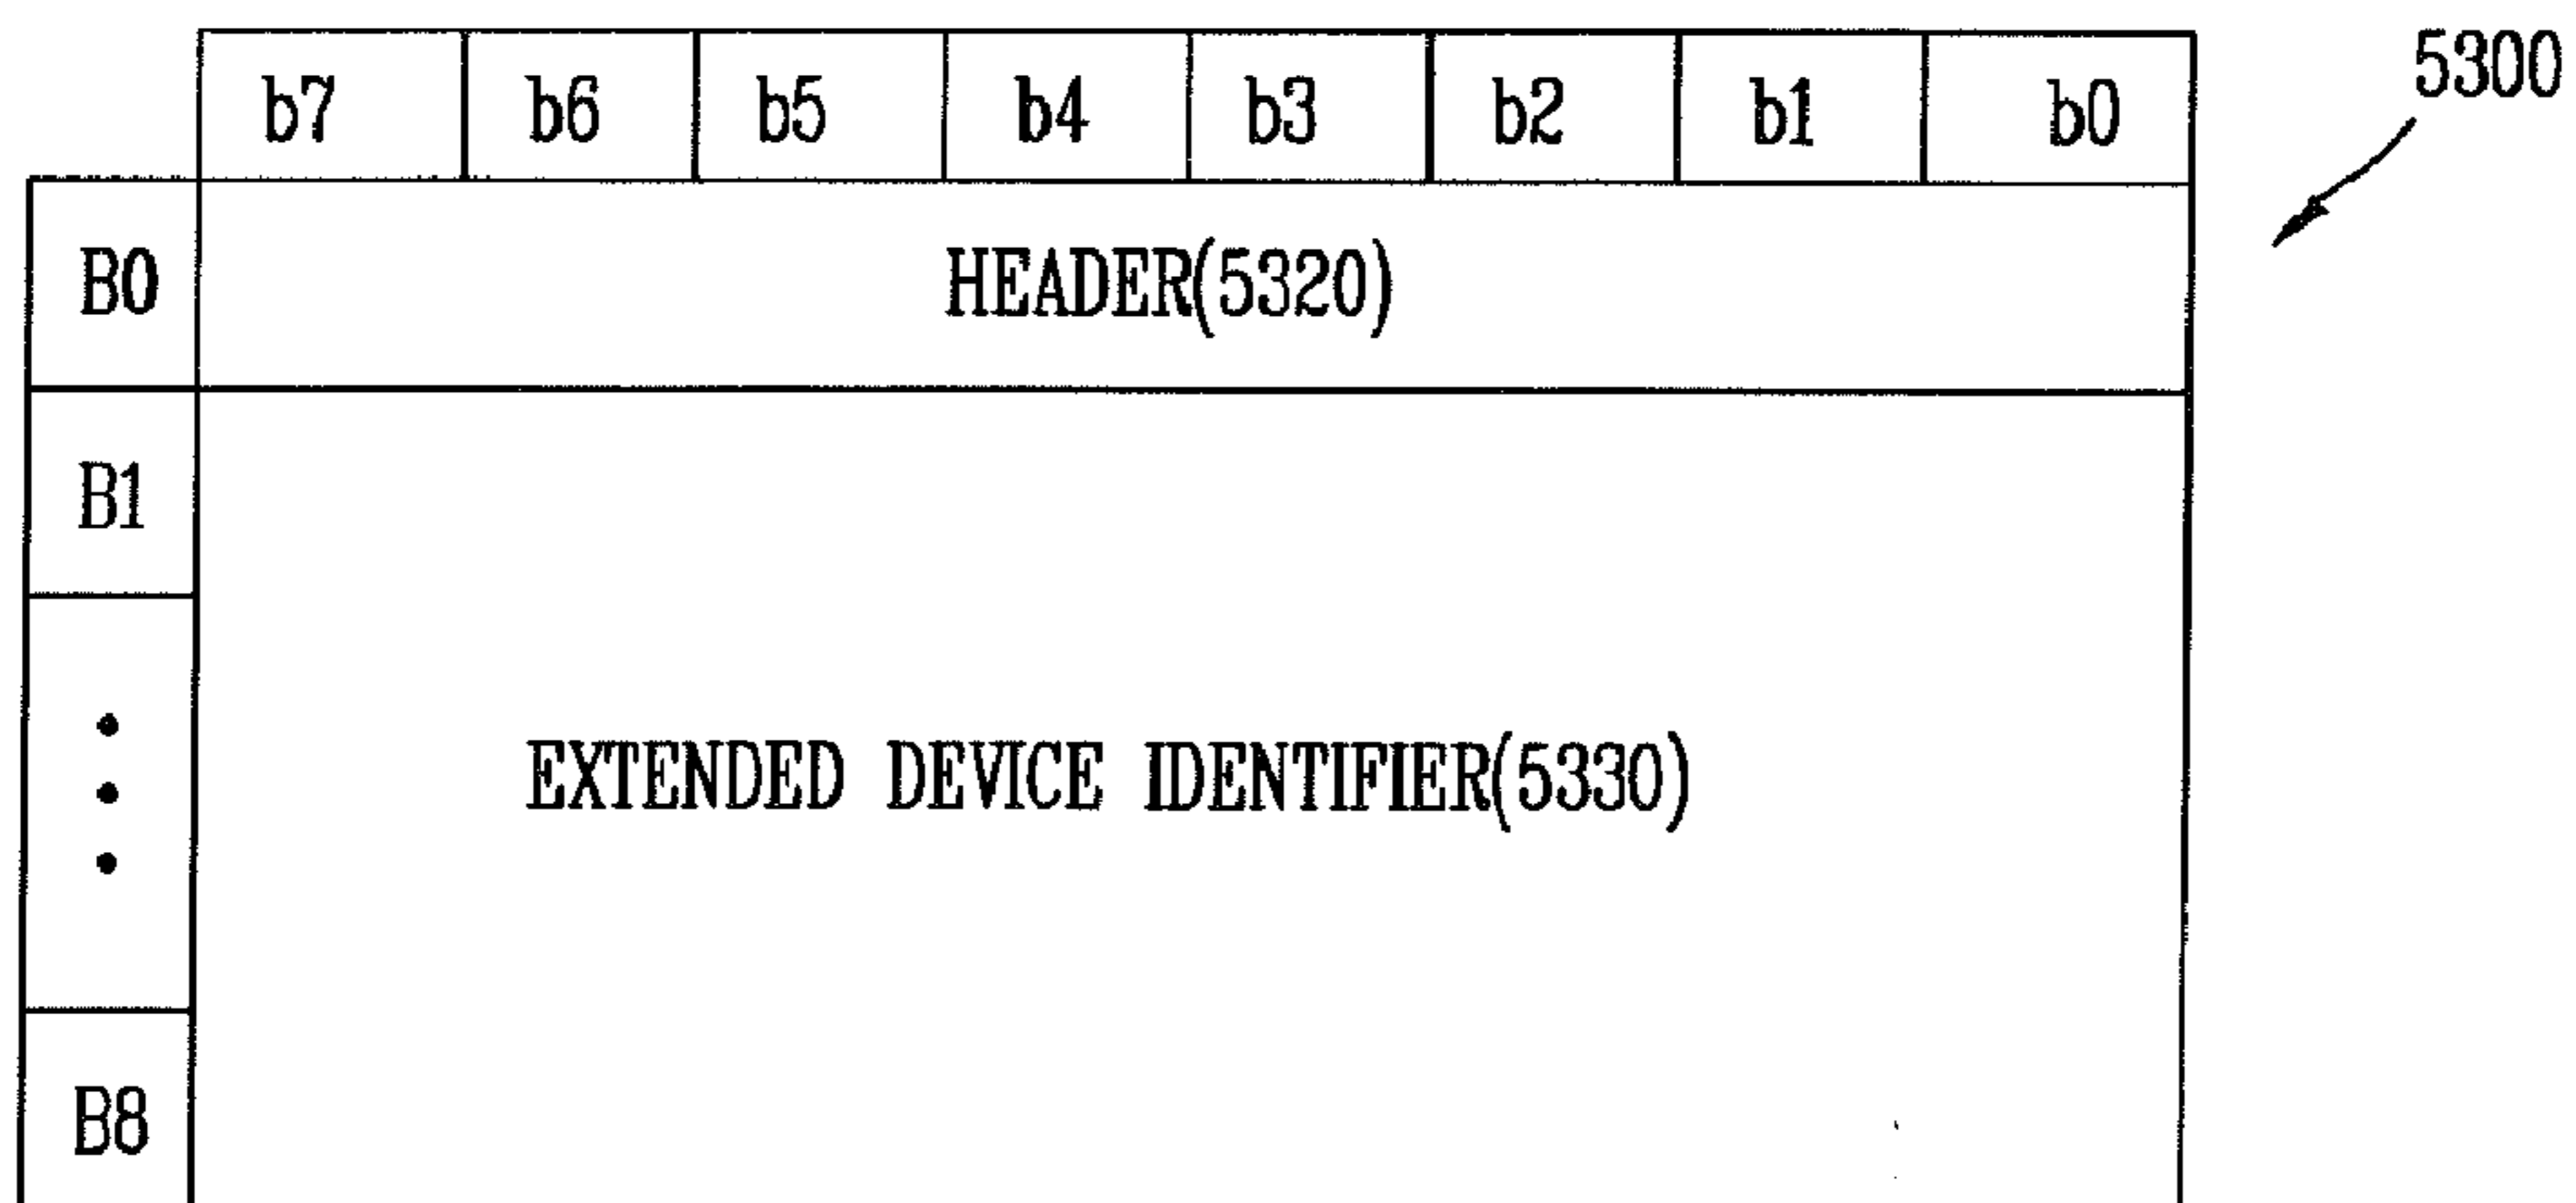 b7 b6 b5 b4 b3 b2 b1 b0
5300
B0 HEADER(5320)
B1
EXTENDED DEVICE IDENTIFIER(5330)
B8